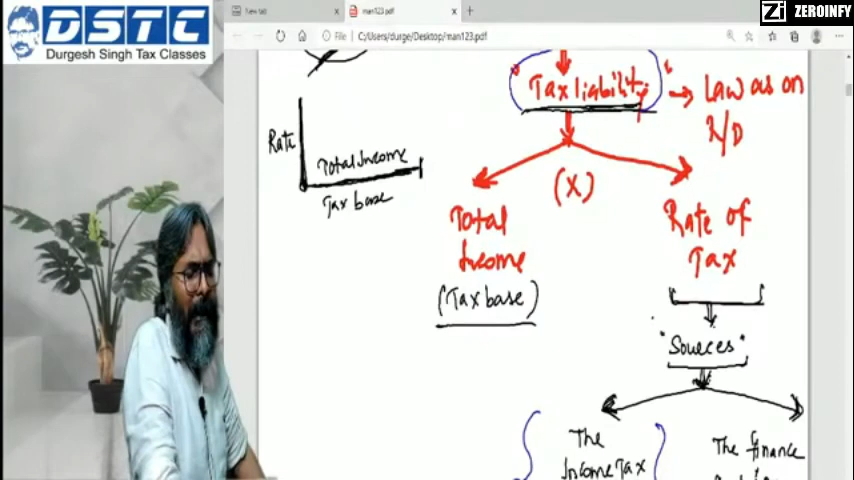 DSTC
Durgesh Singh Tax Classes
New tab
man123.pdf
File
C:/Users/durge/Desktop/man123.pdf
Zi ZEROINFY
Tax liability
Law as on
Rate
Total Income
Tax base
(X)
Total
Income
(Tax base)
Rate of
Tax
"Sources"
The
Income Tax
The finance